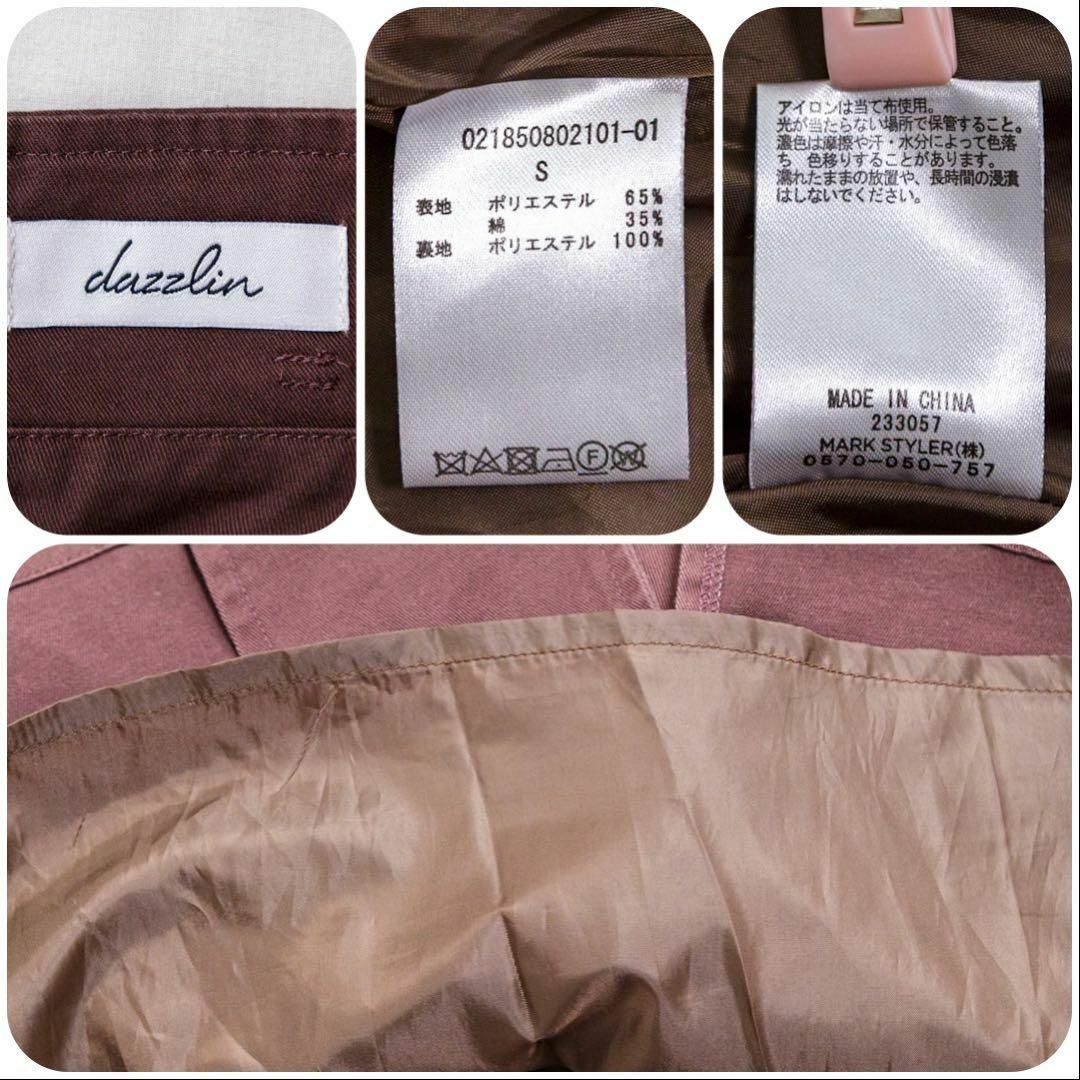 dazzlin
021850802101-01
S
表地 ポリエステル 65%
綿 35%
裏地 ポリエステル 100%
F W
アイロンは当て布使用。
光が当たらない場所で保管すること。
濃色は摩擦や汗・水分によって色落
ち 色移りすることがあります。
濡れたままの放置や、長時間の浸漬
はしないでください。
MADE IN CHINA
233057
MARK STYLER(株)
0570-050-757